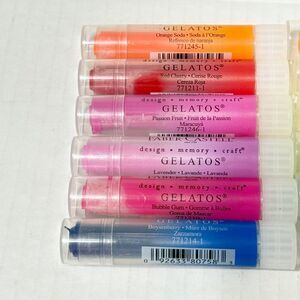 GELATOS®
Orange Soda • Soda à l'Orange
Refresco de naranja
771245-1
GELATOS®
Red Cherry • Cerise Rouge
Cereza Roja
771211-1
design • memory • craft®
GELATOS®
Passion Fruit • Fruit de la Passion
Maracuyá
771246-1
FABER-CASTELL
design • memory • craft®
GELATOS®
Lavender • Lavande • Lavanda
design • memory • craft®
GELATOS®
Bubble Gum • Gomme à Bulles
Goma de Mascar
GELATOS®
Boysenberry • Mûre de Boysen
Zarzamora
771214-1